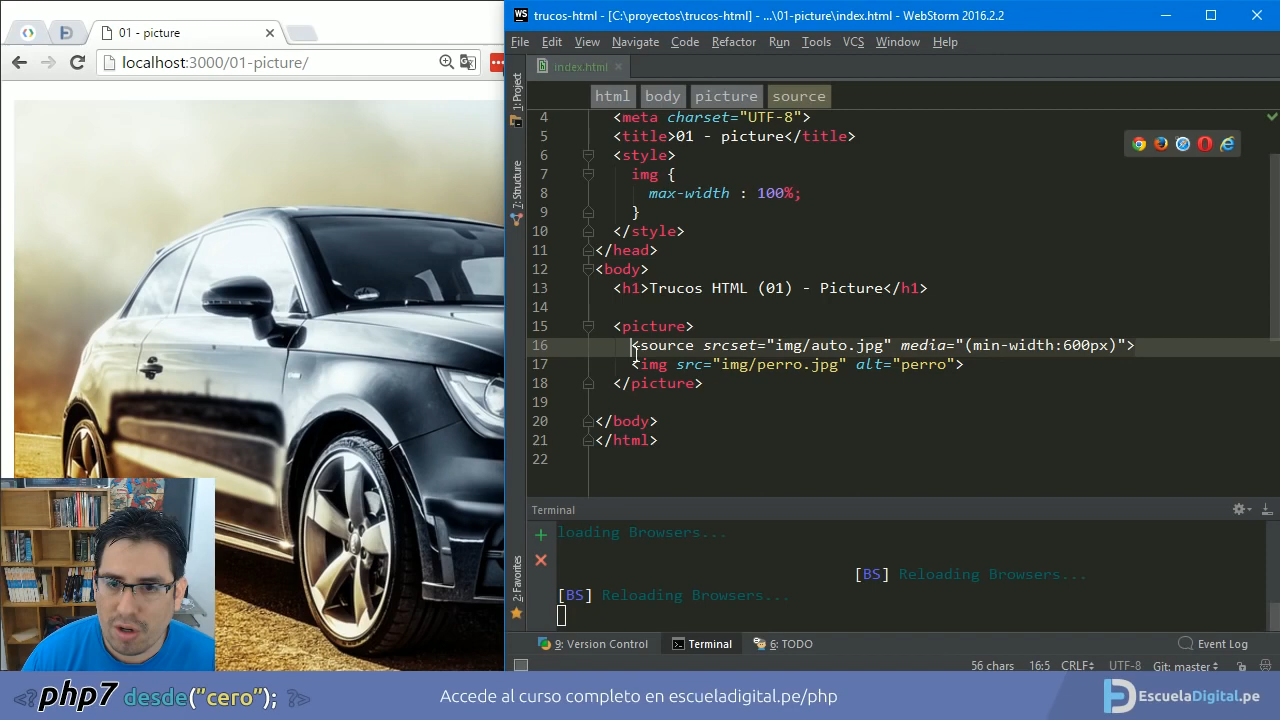 01 - picture
localhost:3000/01-picture/
WS trucos-html - [C:\proyectos\trucos-html] - ...\01-picture\index.html - WebStorm 2016.2.2
File Edit View Navigate Code Refactor Run Tools VCS Window Help
index.html
html body picture source
4 <meta charset="UTF-8">
5 <title>01 - picture</title>
6 <style>
7 img {
8 max-width : 100%;
9 }
10 </style>
11 </head>
12 <body>
13 <h1>Trucos HTML (01) - Picture</h1>
14
15 <picture>
16 <source srcset="img/auto.jpg" media="(min-width:600px)">
17 <img src="img/perro.jpg" alt="perro">
18 </picture>
19
20 </body>
21 </html>
22
1: Project
7: Structure
2: Favorites
Terminal
loading Browsers...
[BS] Reloading Browsers...
[BS] Reloading Browsers...
9: Version Control Terminal 6: TODO Event Log
56 chars 16:5 CRLF UTF-8 Git: master
<?php7 desde("cero"); ?>
Accede al curso completo en escueladigital.pe/php
EscuelaDigital.pe